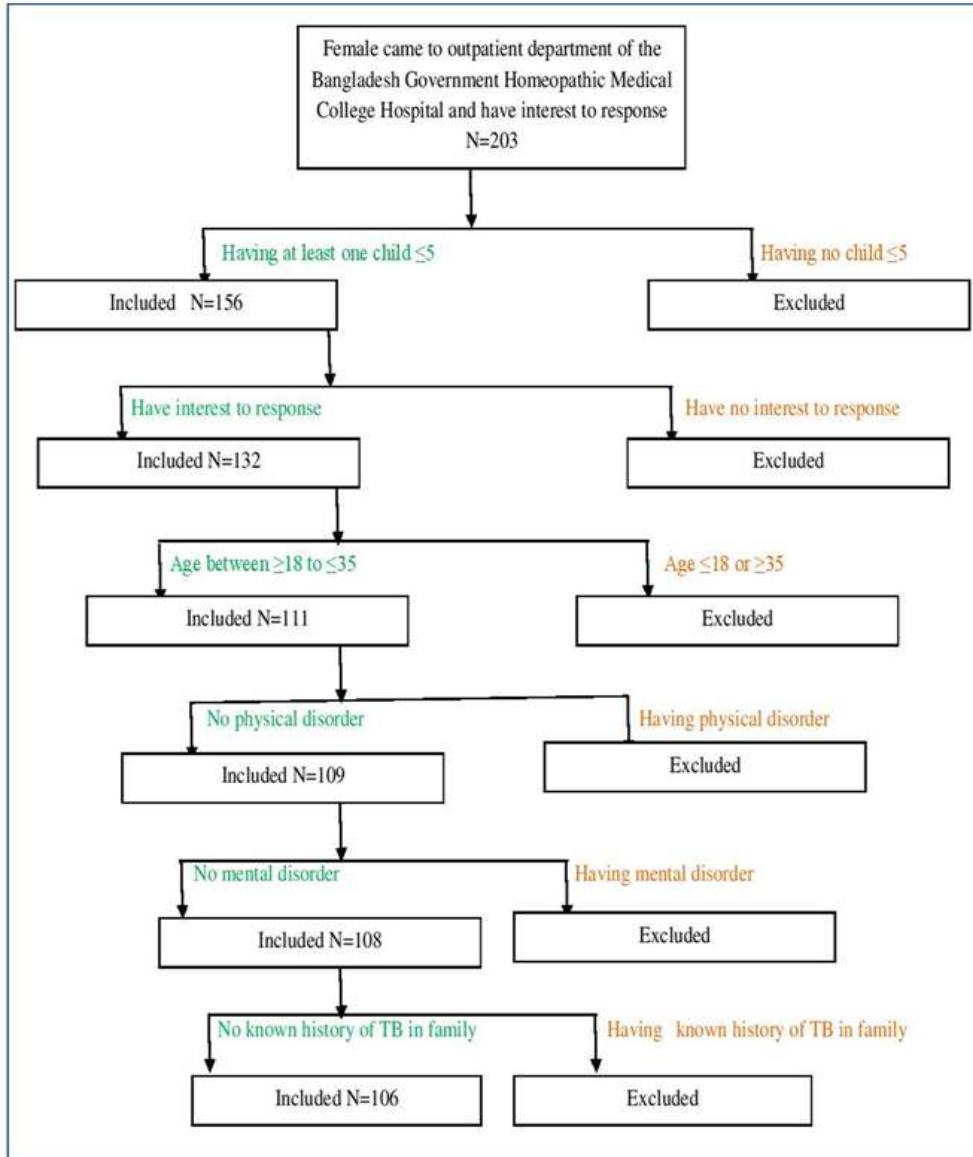 Female came to outpatient department of the
Bangladesh Government Homeopathic Medical
College Hospital and have interest to response
N=203
Having at least one child ≤5
Having no child ≤5
Included N=156
Excluded
Have interest to response
Have no interest to response
Included N=132
Excluded
Age between ≥18 to ≤35
Age ≤18 or ≥35
Included N=111
Excluded
No physical disorder
Having physical disorder
Included N=109
Excluded
No mental disorder
Having mental disorder
Included N=108
Excluded
No known history of TB in family
Having known history of TB in family
Included N=106
Excluded